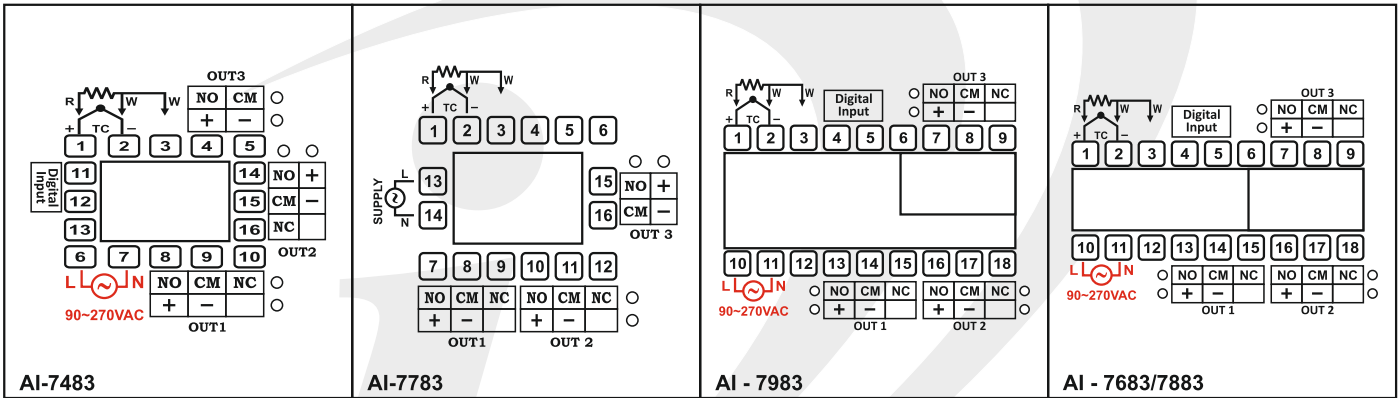 OUT3
R W W
NO CM
+ −
+ TC −
1 2 3 4 5
Digital
Input
11
12
13
14
15
16
NO +
CM −
NC
OUT2
6 7 8 9 10
L N
90~270VAC
NO CM NC
+ −
OUT1
AI-7483
R W W
+ TC −
1 2 3 4 5 6
SUPPLY
L
N
13
14
15
16
NO +
CM −
OUT 3
7 8 9 10 11 12
NO CM NC NO CM NC
+ − + −
OUT1 OUT 2
AI-7783
OUT 3
R W W
Digital
Input
NO CM NC
+ −
+ TC −
1 2 3 4 5 6 7 8 9
10 11 12 13 14 15 16 17 18
L N
90~270VAC
NO CM NC NO CM NC
+ − + −
OUT 1 OUT 2
AI - 7983
OUT 3
R W W
Digital
Input
NO CM NC
+ −
+ TC −
1 2 3 4 5 6 7 8 9
10 11 12 13 14 15 16 17 18
L N
90~270VAC
NO CM NC NO CM NC
+ − + −
OUT 1 OUT 2
AI - 7683/7883